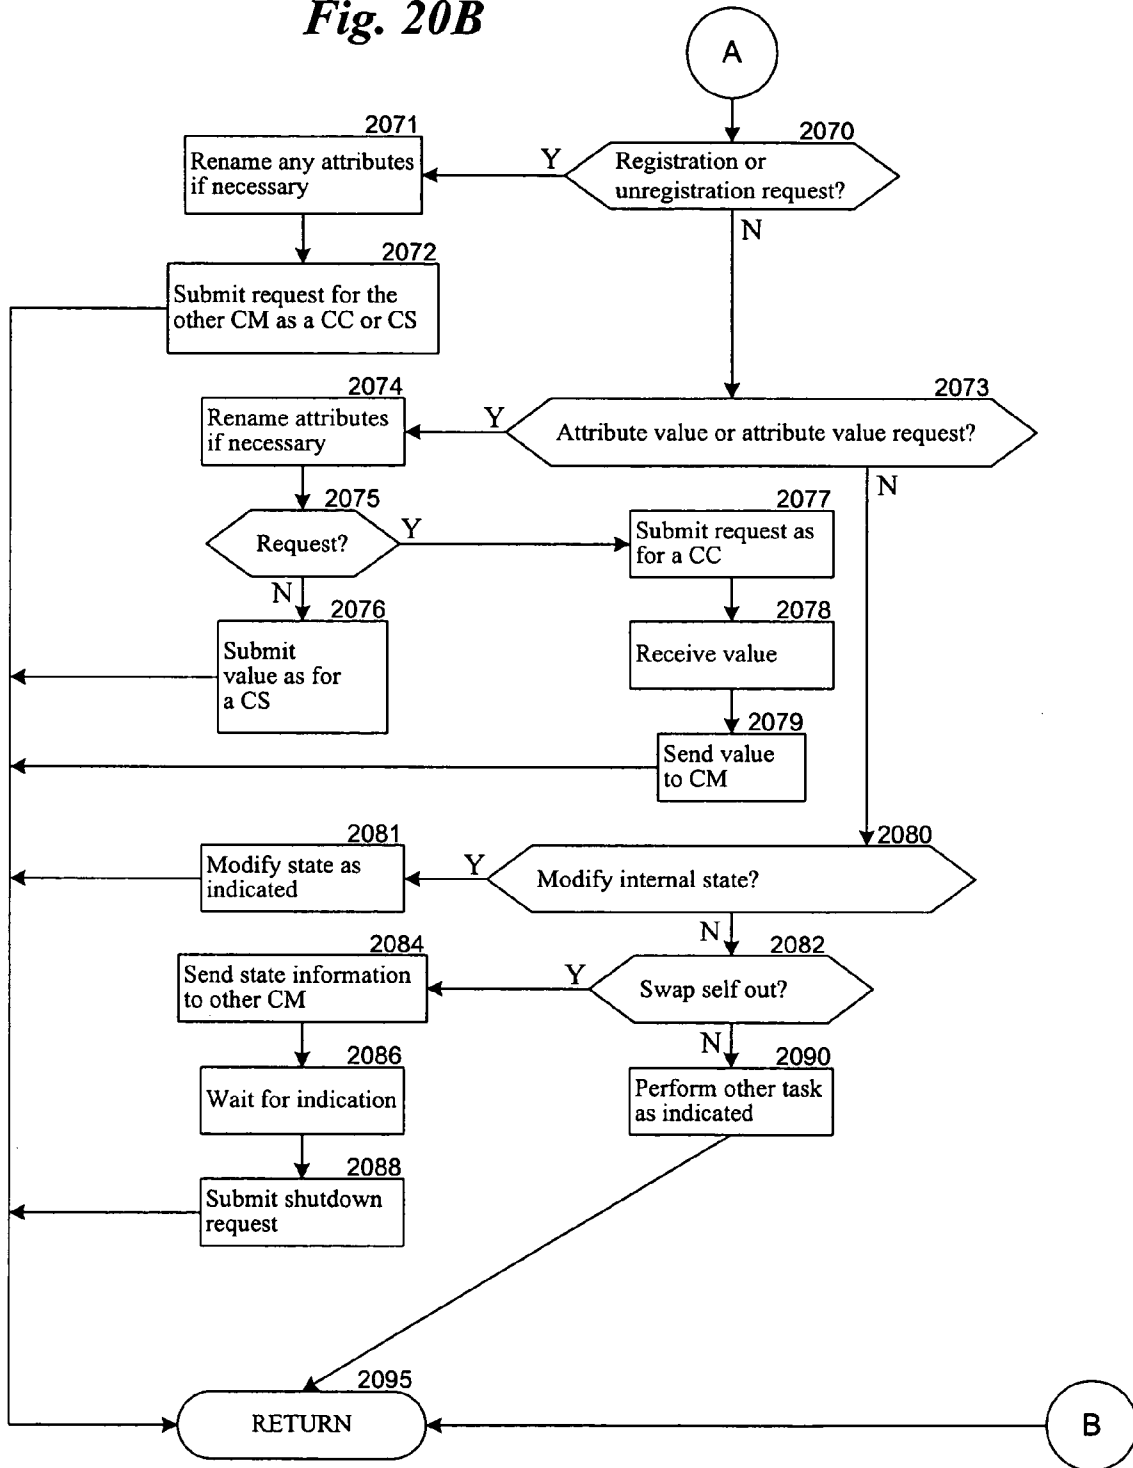 Fig. 20B
A
2070
Registration or
unregistration request?
Y
N
2071
Rename any attributes
if necessary
2072
Submit request for the
other CM as a CC or CS
2073
Attribute value or attribute value request?
Y
N
2074
Rename attributes
if necessary
2075
Request?
Y
N
2076
Submit
value as for
a CS
2077
Submit request as
for a CC
2078
Receive value
2079
Send value
to CM
2080
Modify internal state?
Y
N
2081
Modify state as
indicated
2082
Swap self out?
Y
N
2084
Send state information
to other CM
2086
Wait for indication
2088
Submit shutdown
request
2090
Perform other task
as indicated
2095
RETURN
B